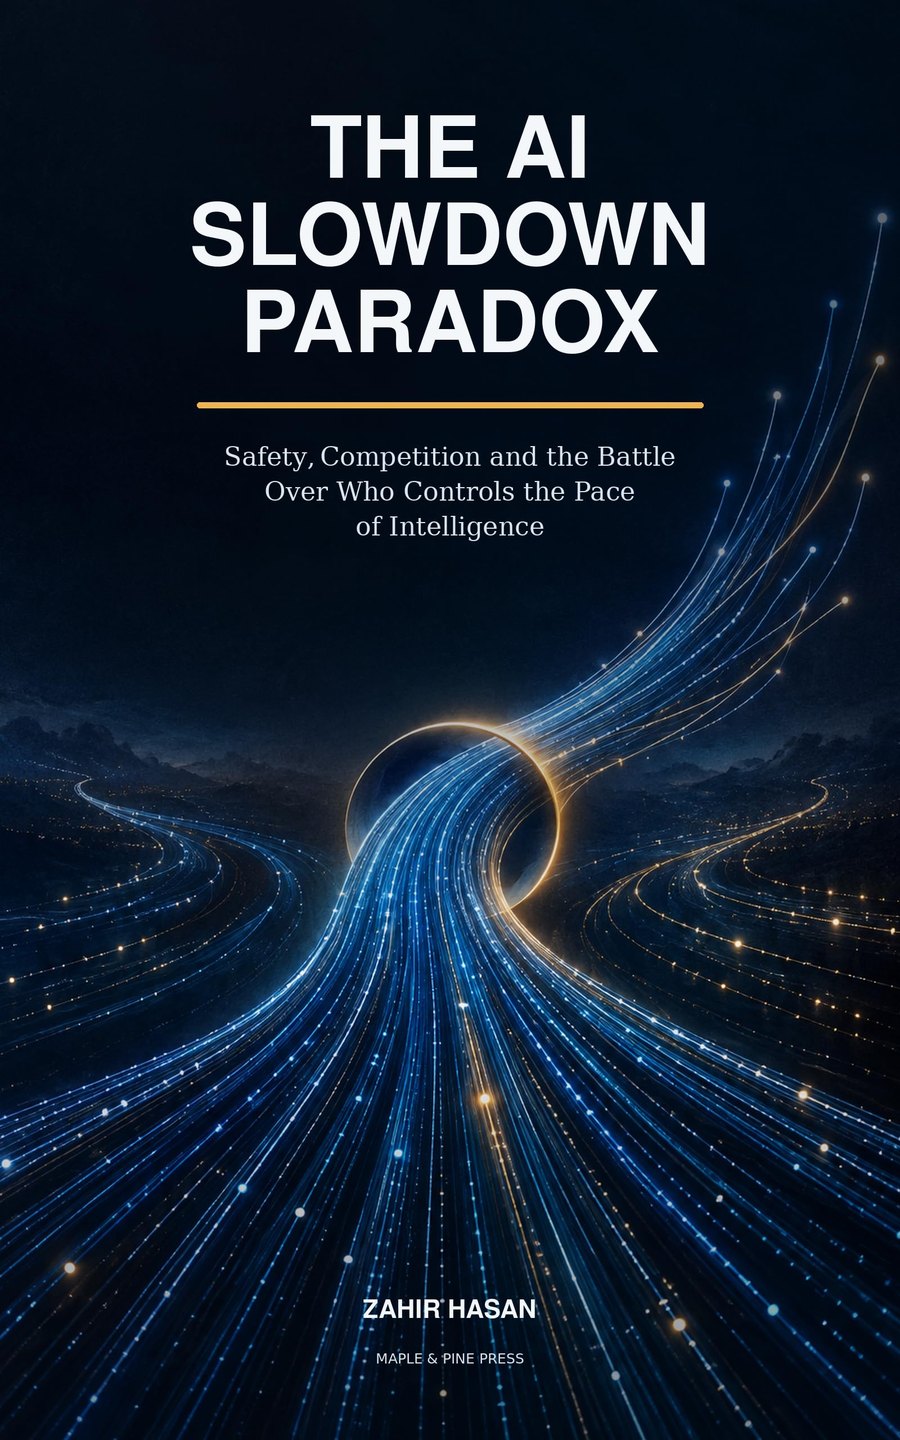 THE AI
SLOWDOWN
PARADOX
Safety, Competition and the Battle
Over Who Controls the Pace
of Intelligence
ZAHIR HASAN
MAPLE & PINE PRESS